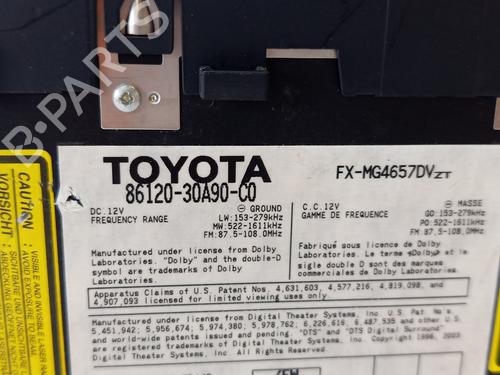 B-PARTS
TOYOTA
86120-30A90-C0
FX-MG4657DVZT
DC.12V GROUND
FREQUENCY RANGE LW:153-279kHz
MW:522-1611kHz
FM:87.5-108.0MHz
C.C.12V MASSE
GAMME DE FREQUENCE GO:153-279kHz
PO:522-1611kHz
FM:87.5-108.0MHz
Manufactured under license from Dolby
Laboratories. "Dolby" and the double-D
symbol are trademarks of Dolby
Laboratories.
Fabriqué sous licence de Dolby
Laboratories. Le terme «Dolby» et le
sigle double D sont des marques
commerciales de Dolby Laboratories.
Apparatus Claims of U.S. Patent Nos. 4,631,603, 4,577,216, 4,819,098, and
4,907,093 licensed for limited viewing uses only.
Manufactured under license from Digital Theater Systems, Inc. U.S. Pat. No's.
5,451,942; 5,956,674; 5,974,380; 5,978,762; 6,226,616; 6,487,535 and other U.S.
and world-wide patents issued and pending. "DTS" and "DTS Digital Surround"
are registered trademarks of Digital Theater Systems, Inc. Copyright 1996, 2003
Digital Theater Systems, Inc. All Rights Reserved.
CAUTION
VORSICHT
VISIBLE AND INVISIBLE LASER
AVOID EXPOSURE TO BEAM